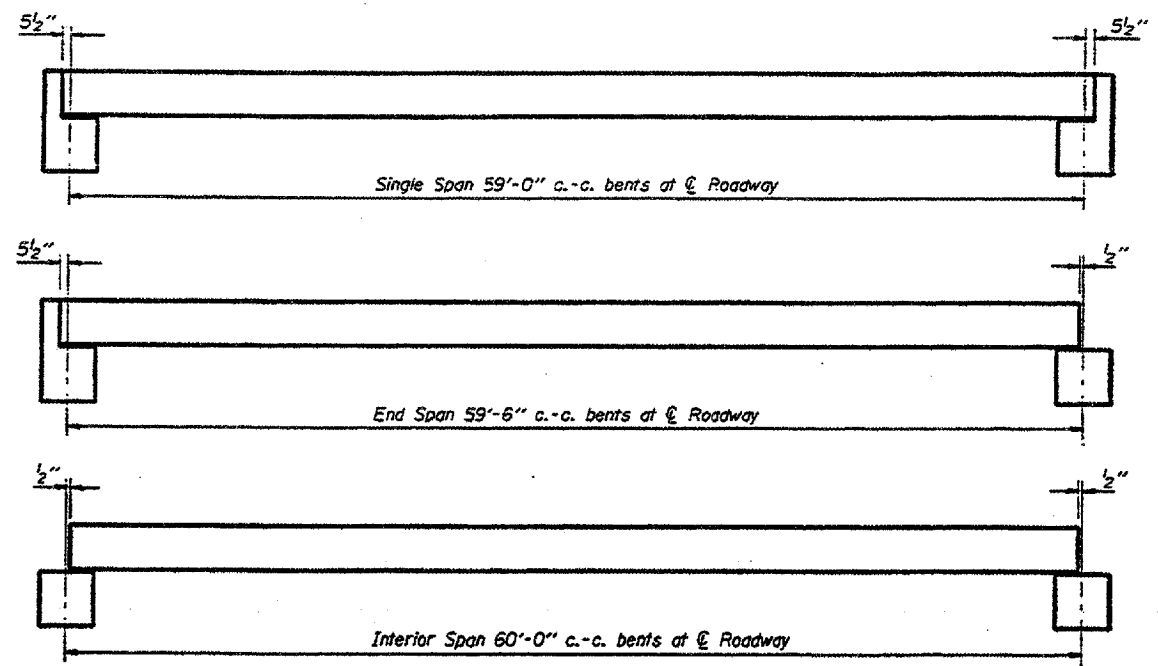 5½" 5½"
Single Span 59'-0" c.-c. bents at ℄ Roadway
5½" ½"
End Span 59'-6" c.-c. bents at ℄ Roadway
½" ½"
Interior Span 60'-0" c.-c. bents at ℄ Roadway